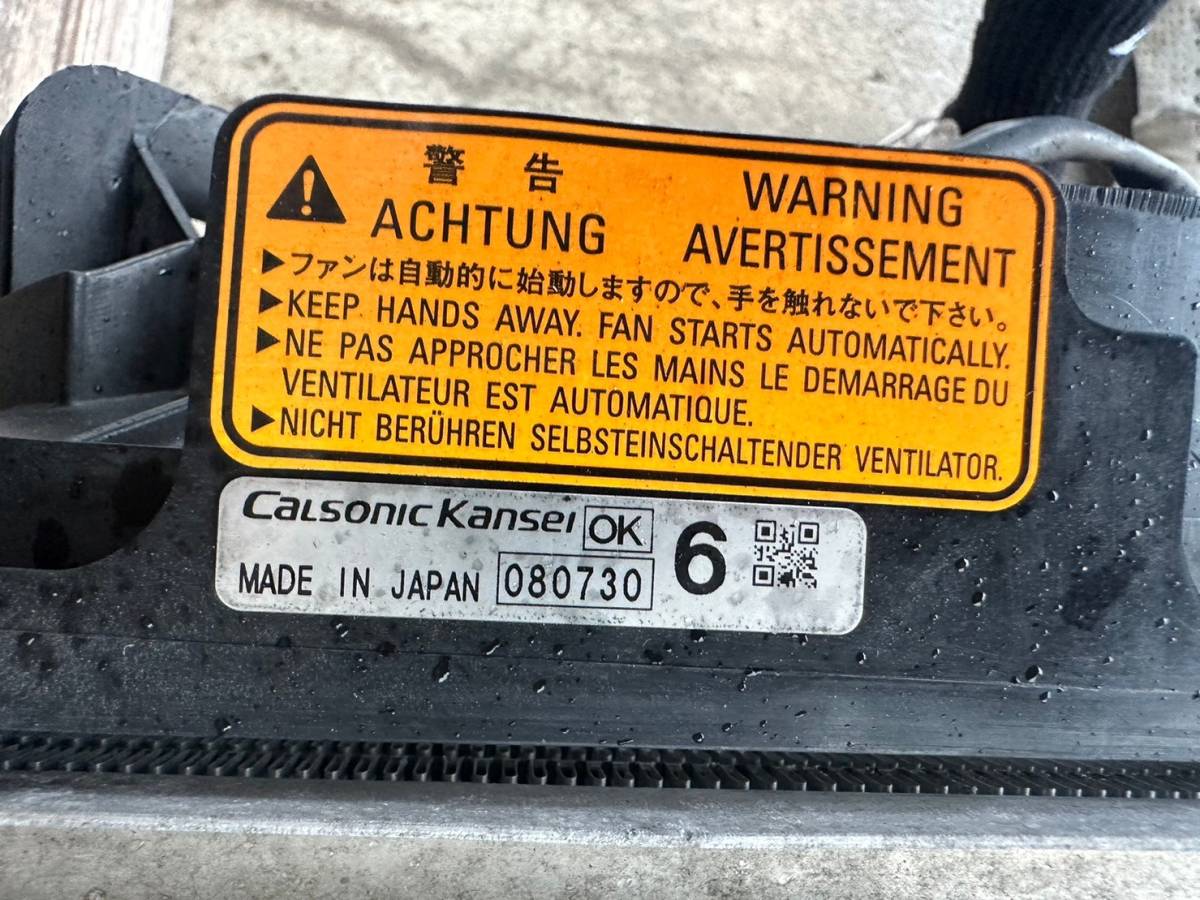 警 告
ACHTUNG
WARNING
AVERTISSEMENT
▶ファンは自動的に始動しますので、手を触れないで下さい。
▶KEEP HANDS AWAY. FAN STARTS AUTOMATICALLY.
▶NE PAS APPROCHER LES MAINS LE DEMARRAGE DU
VENTILATEUR EST AUTOMATIQUE.
▶NICHT BERÜHREN SELBSTEINSCHALTENDER VENTILATOR.
Calsonic Kansei OK 6
MADE IN JAPAN 080730